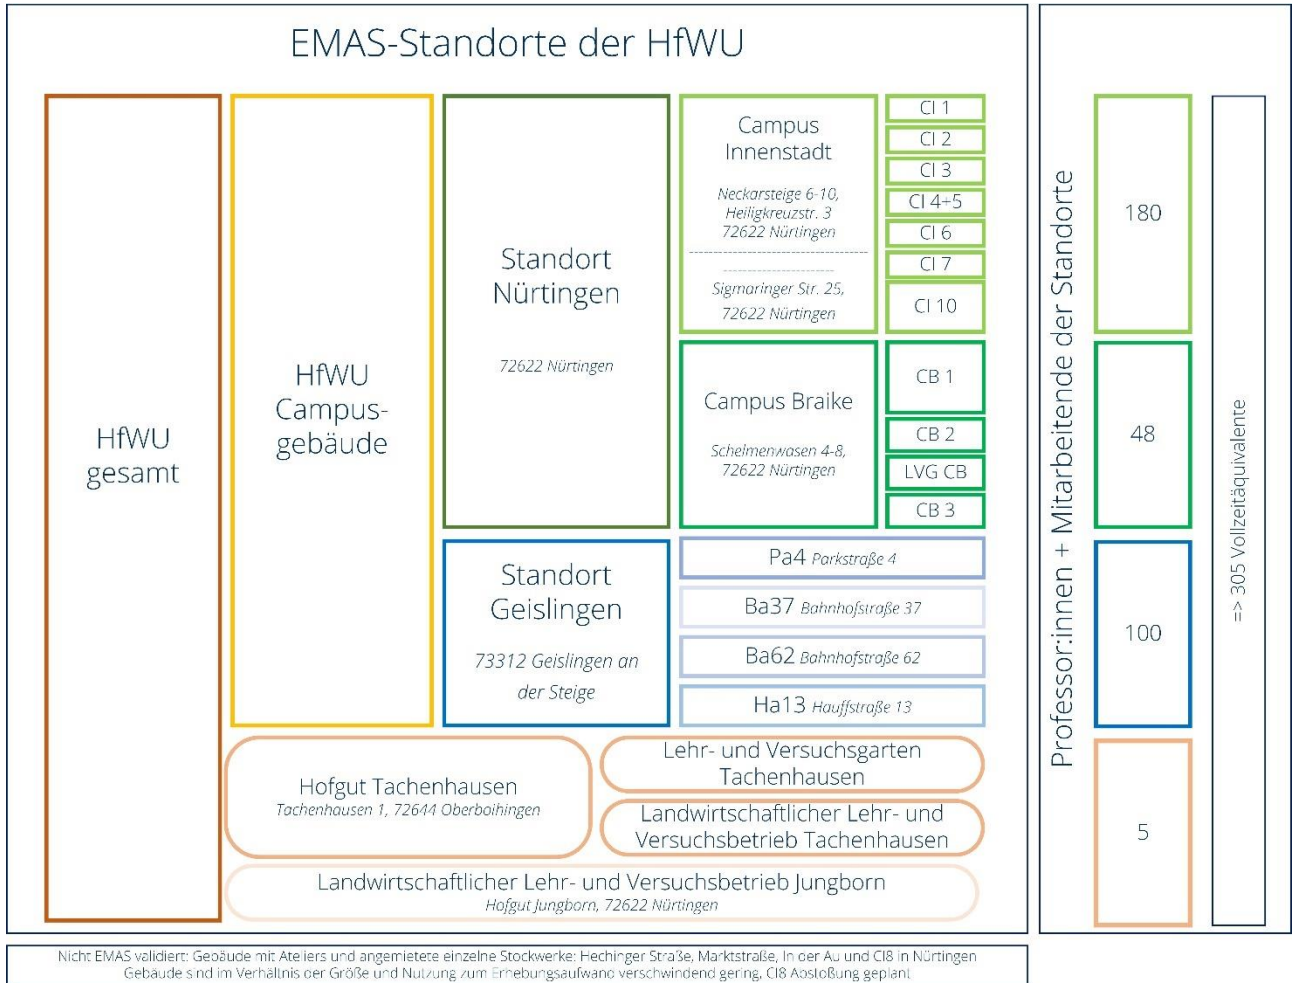 EMAS-Standorte der HfWU
HfWU
gesamt
HfWU
Campus-
gebäude
Standort
Nürtingen
72622 Nürtingen
Campus
Innenstadt
Neckarsteige 6-10,
Heiligkreuzstr. 3
72622 Nürtingen
Sigmaringer Str. 25,
72622 Nürtingen
CI 1
CI 2
CI 3
CI 4+5
CI 6
CI 7
CI 10
Campus Braike
Schelmenwasen 4-8,
72622 Nürtingen
CB 1
CB 2
LVG CB
CB 3
Standort
Geislingen
73312 Geislingen an
der Steige
Pa4 Parkstraße 4
Ba37 Bahnhofstraße 37
Ba62 Bahnhofstraße 62
Ha13 Hauffstraße 13
Hofgut Tachenhausen
Tachenhausen 1, 72644 Oberboihingen
Lehr- und Versuchsgarten
Tachenhausen
Landwirtschaftlicher Lehr- und
Versuchsbetrieb Tachenhausen
Landwirtschaftlicher Lehr- und Versuchsbetrieb Jungborn
Hofgut Jungborn, 72622 Nürtingen
Professor:innen + Mitarbeitende der Standorte
180
48
100
5
=> 305 Vollzeitäquivalente
Nicht EMAS validiert: Gebäude mit Ateliers und angemietete einzelne Stockwerke: Hechinger Straße, Marktstraße, In der Au und CI8 in Nürtingen
Gebäude sind im Verhältnis der Größe und Nutzung zum Erhebungsaufwand verschwindend gering, CI8 Abstoßung geplant